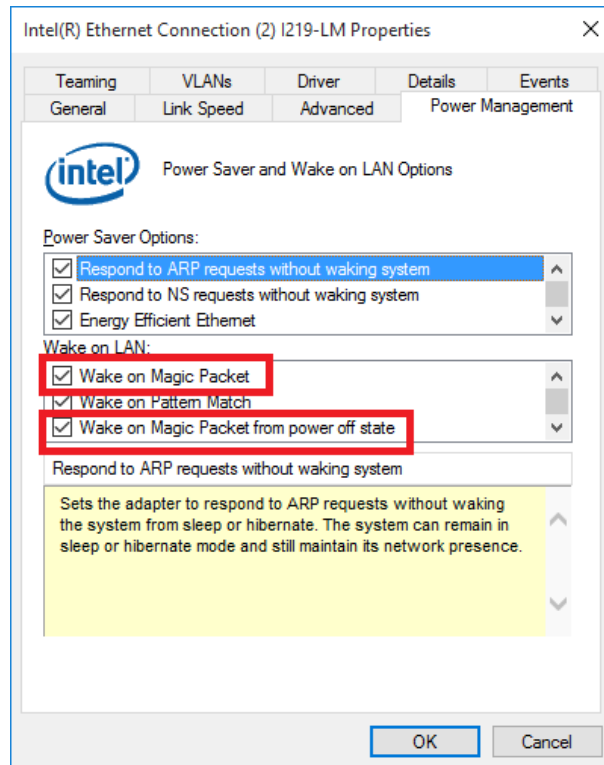 Intel(R) Ethernet Connection (2) I219-LM Properties
Teaming VLANs Driver Details Events
General Link Speed Advanced Power Management
intel
Power Saver and Wake on LAN Options
Power Saver Options:
Respond to ARP requests without waking system
Respond to NS requests without waking system
Energy Efficient Ethernet
Wake on LAN:
Wake on Magic Packet
Wake on Pattern Match
Wake on Magic Packet from power off state
Respond to ARP requests without waking system
Sets the adapter to respond to ARP requests without waking
the system from sleep or hibernate. The system can remain in
sleep or hibernate mode and still maintain its network presence.
OK Cancel